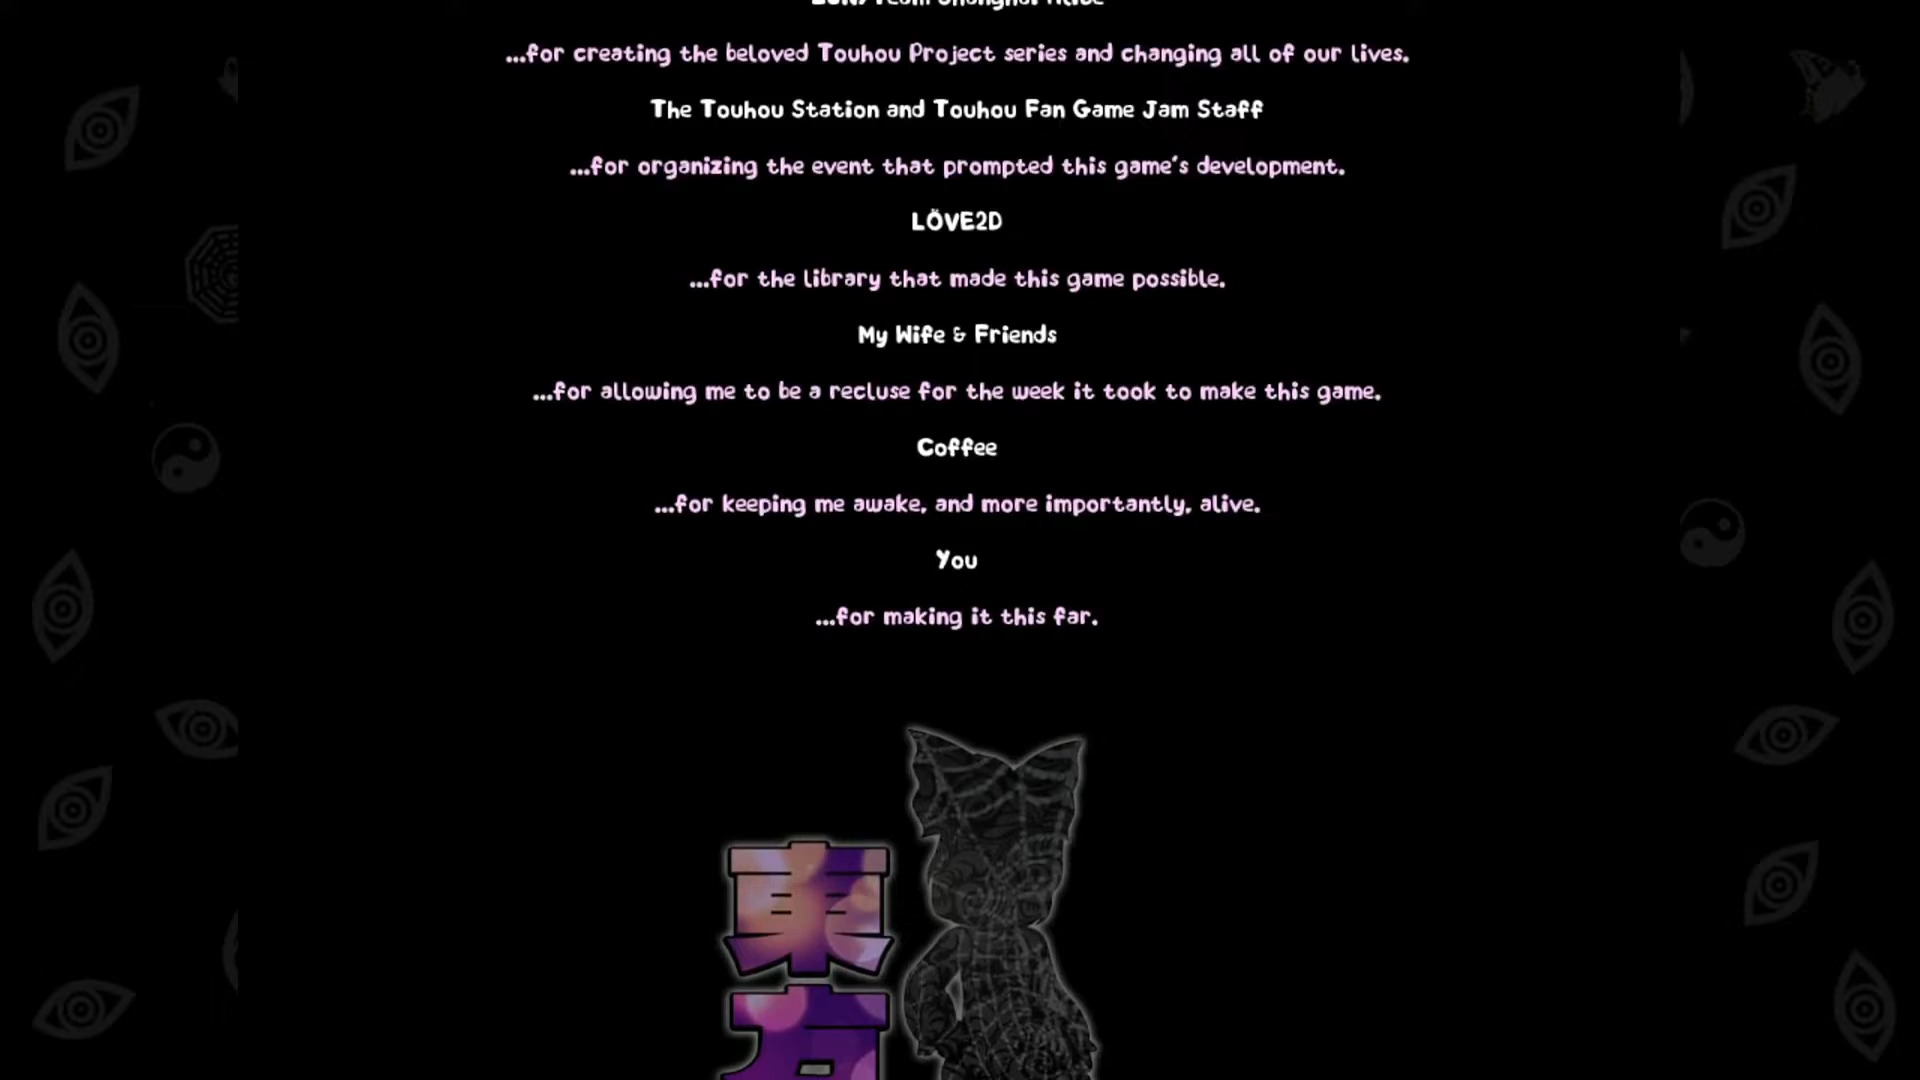 ...for creating the beloved Touhou Project series and changing all of our lives.
The Touhou Station and Touhou Fan Game Jam Staff
...for organizing the event that prompted this game's development.
LÖVE2D
...for the library that made this game possible.
My Wife & Friends
...for allowing me to be a recluse for the week it took to make this game.
Coffee
...for keeping me awake, and more importantly, alive.
You
...for making it this far.
東